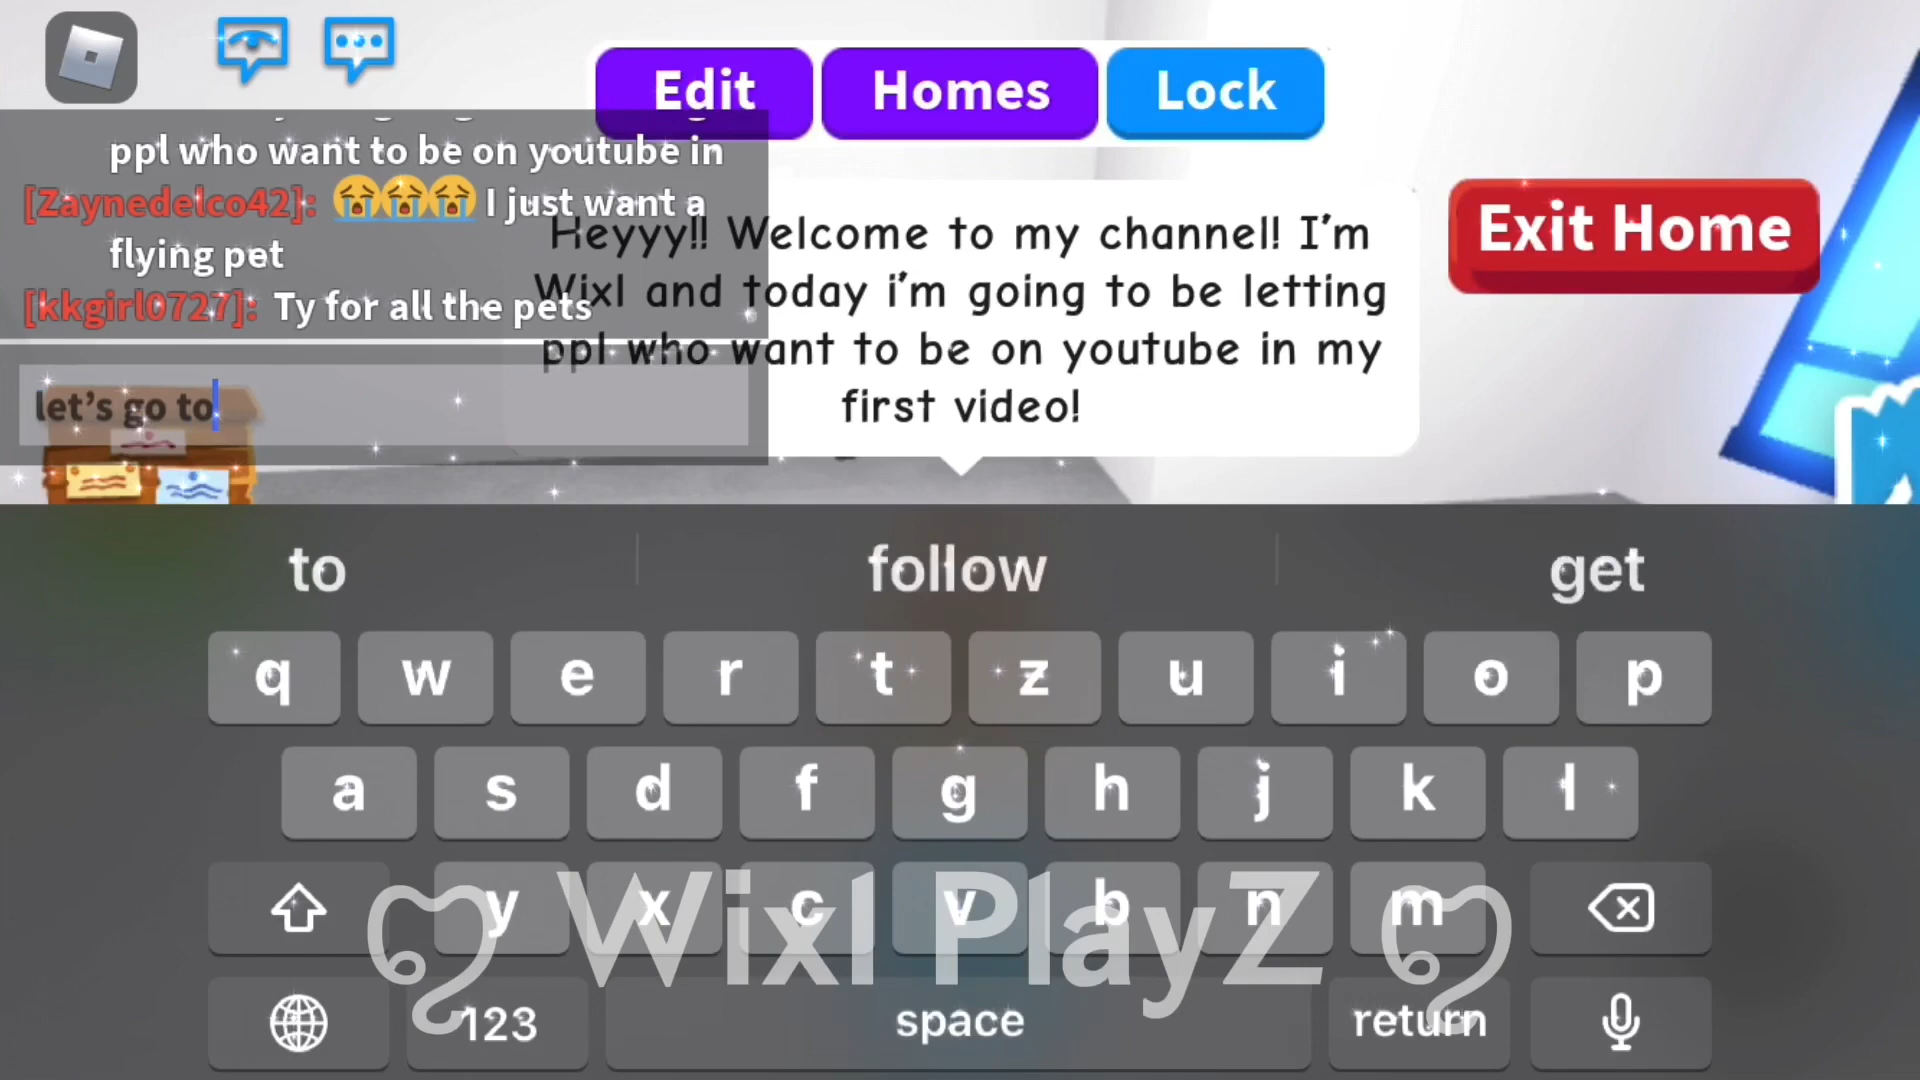 Edit
Homes
Lock
ppl who want to be on youtube in
[Zaynedelco42]: 😭😭😭 I just want a
flying pet
[kkgirl0727]: Ty for all the pets
let's go to
Heyyy!! Welcome to my channel! I'm
Wixl and today i'm going to be letting
ppl who want to be on youtube in my
first video!
Exit Home
to follow get
q w e r t z u i o p
a s d f g h j k l
y x c v b n m
ღ Wixl PlayZ ღ
123 space return